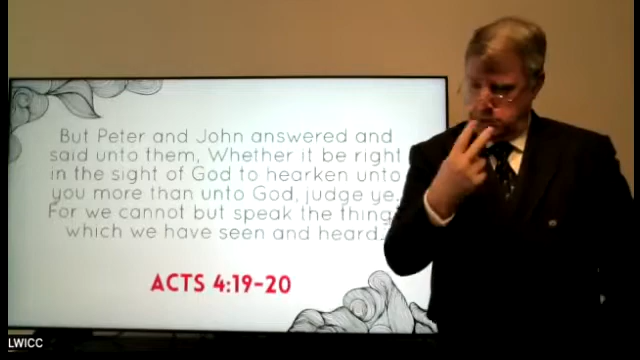 But Peter and John answered and
said unto them, Whether it be right
in the sight of God to hearken unto
you more than unto God, judge ye.
For we cannot but speak the things
which we have seen and heard.
ACTS 4:19-20
LWICC